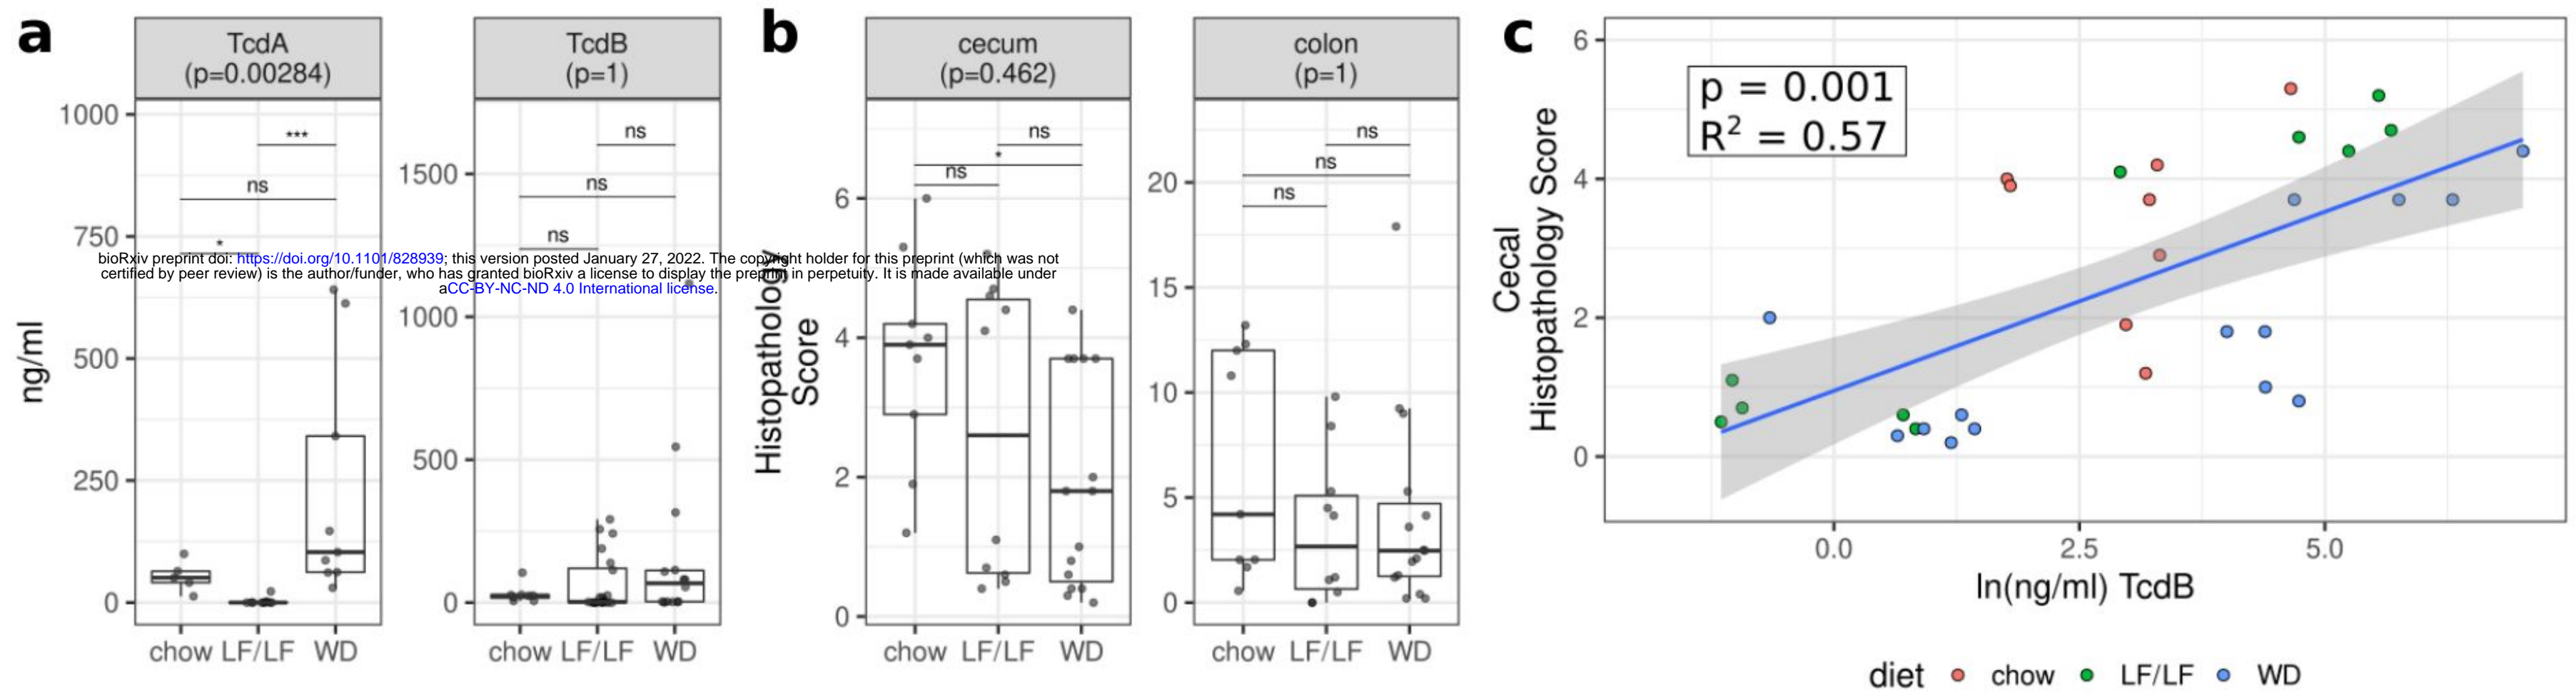 a
TcdA
(p=0.00284)
ng/ml
1000
750
500
250
0
***
ns
*
chow LF/LF WD
TcdB
(p=1)
1500
1000
500
0
ns
ns
ns
chow LF/LF WD
bioRxiv preprint doi: https://doi.org/10.1101/828939; this version posted January 27, 2022. The copyright holder for this preprint (which was not
certified by peer review) is the author/funder, who has granted bioRxiv a license to display the preprint in perpetuity. It is made available under
aCC-BY-NC-ND 4.0 International license.
b
cecum
(p=0.462)
Histopathology
Score
6
4
2
0
ns
*
ns
chow LF/LF WD
colon
(p=1)
20
15
10
5
0
ns
ns
ns
chow LF/LF WD
c
p = 0.001
R² = 0.57
Cecal
Histopathology Score
6
4
2
0
0.0 2.5 5.0
ln(ng/ml) TcdB
diet chow LF/LF WD